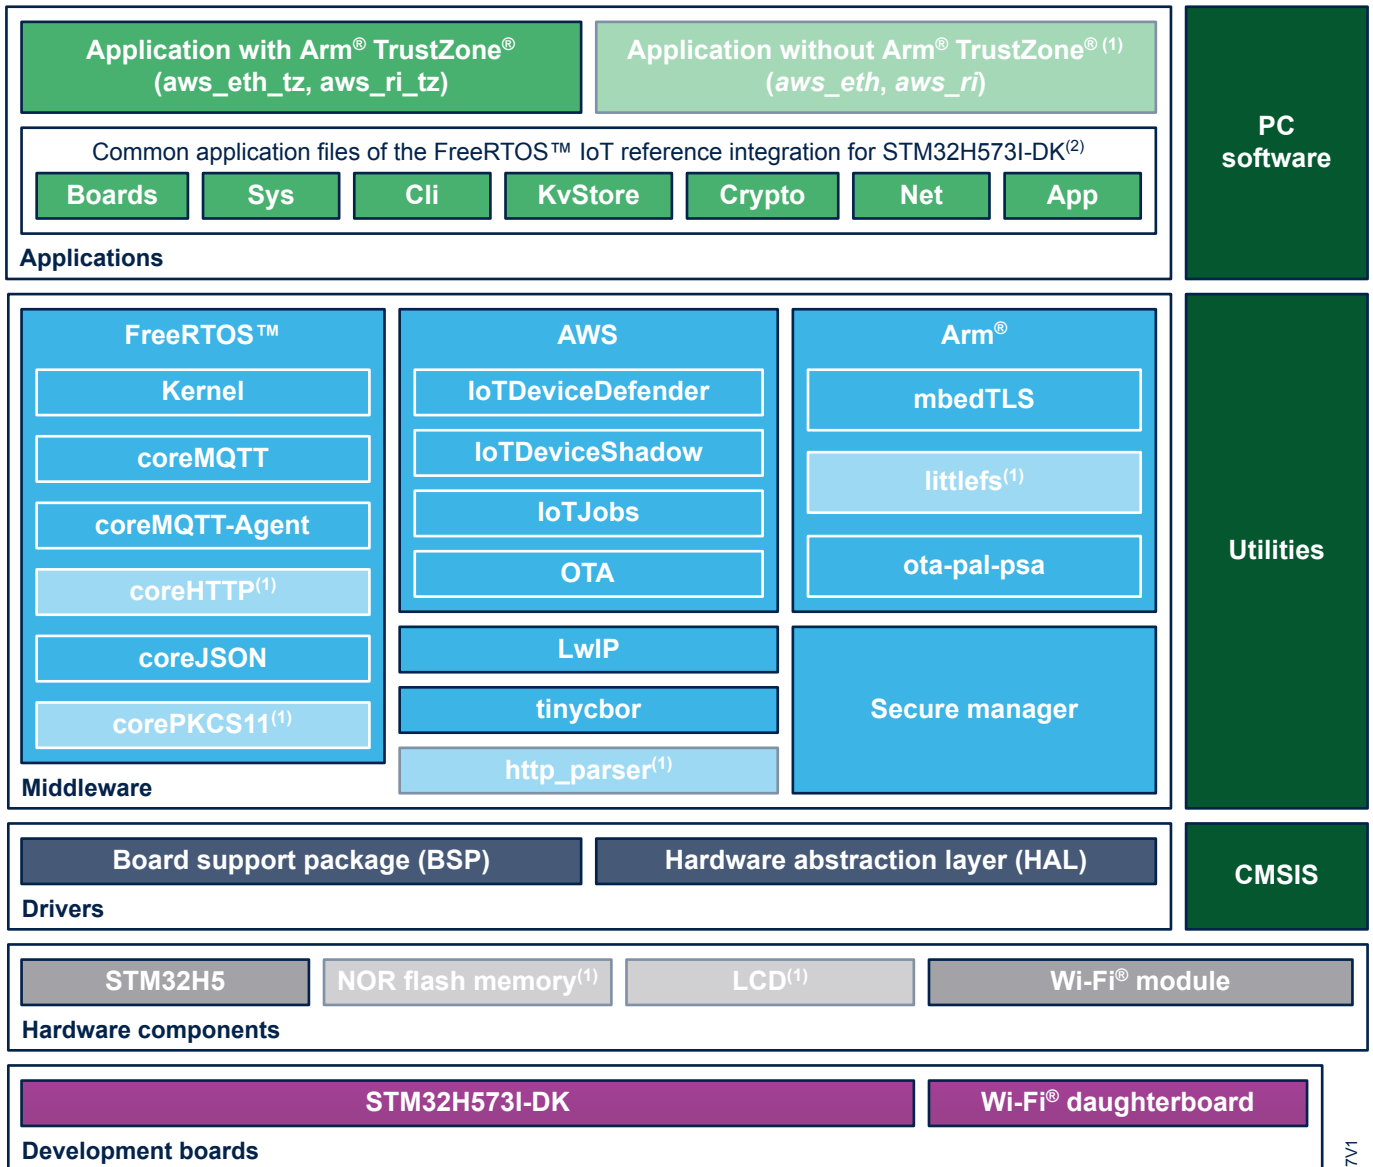 Application with Arm® TrustZone®
(aws_eth_tz, aws_ri_tz)
Application without Arm® TrustZone® (1)
(aws_eth, aws_ri)
PC
software
Common application files of the FreeRTOS™ IoT reference integration for STM32H573I-DK(2)
Boards
Sys
Cli
KvStore
Crypto
Net
App
Applications
FreeRTOS™
Kernel
coreMQTT
coreMQTT-Agent
coreHTTP(1)
coreJSON
corePKCS11(1)
AWS
IoTDeviceDefender
IoTDeviceShadow
IoTJobs
OTA
LwIP
tinycbor
http_parser(1)
Arm®
mbedTLS
littlefs(1)
ota-pal-psa
Secure manager
Middleware
Utilities
Board support package (BSP)
Hardware abstraction layer (HAL)
Drivers
CMSIS
STM32H5
NOR flash memory(1)
LCD(1)
Wi-Fi® module
Hardware components
STM32H573I-DK
Wi-Fi® daughterboard
Development boards
7V1